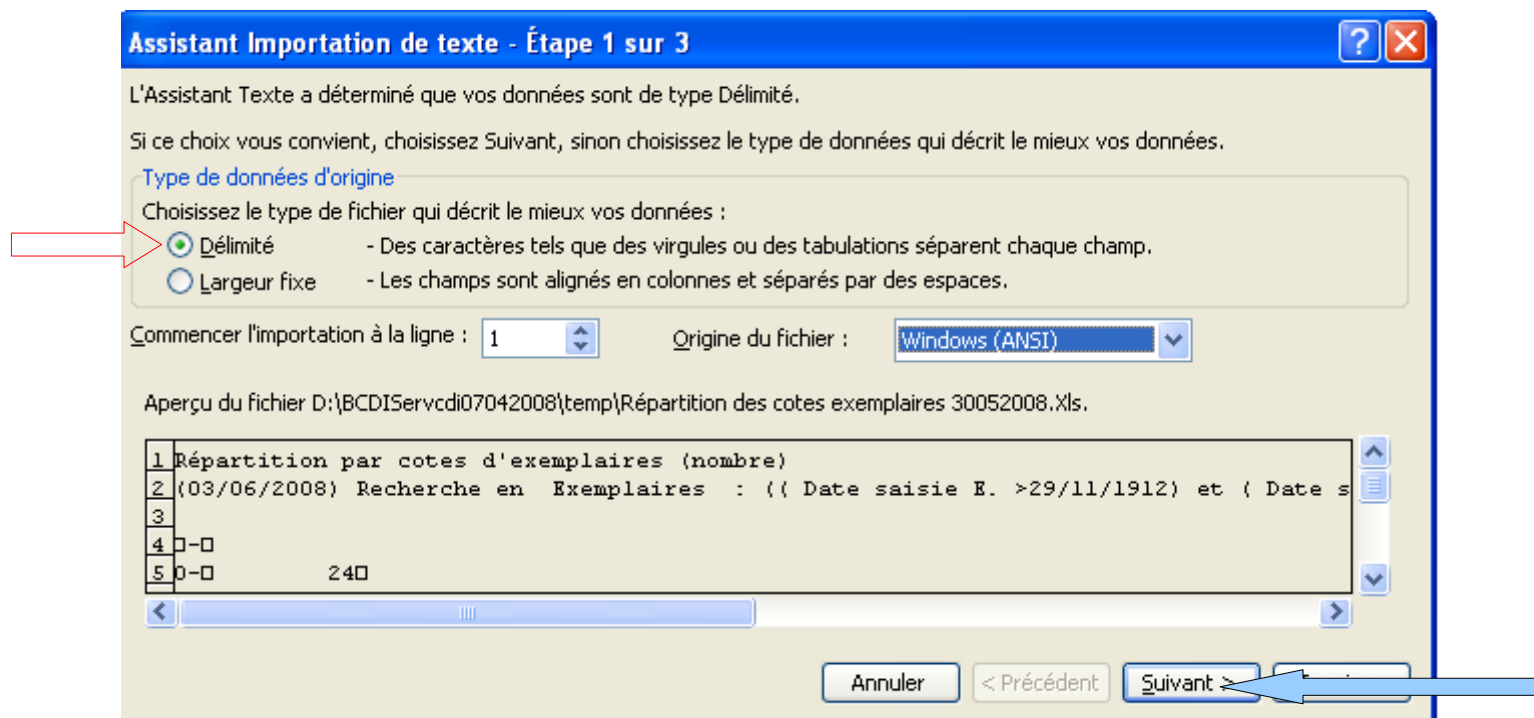 Assistant Importation de texte - Étape 1 sur 3
L'Assistant Texte a déterminé que vos données sont de type Délimité.
Si ce choix vous convient, choisissez Suivant, sinon choisissez le type de données qui décrit le mieux vos données.
Type de données d'origine
Choisissez le type de fichier qui décrit le mieux vos données :
Délimité - Des caractères tels que des virgules ou des tabulations séparent chaque champ.
Largeur fixe - Les champs sont alignés en colonnes et séparés par des espaces.
Commencer l'importation à la ligne : 1 Origine du fichier : Windows (ANSI)
Aperçu du fichier D:\BCDIServcdi07042008\temp\Répartition des cotes exemplaires 30052008.Xls.
1 Répartition par cotes d'exemplaires (nombre)
2 (03/06/2008) Recherche en Exemplaires : (( Date saisie E. >29/11/1912) et ( Date s
3
4 □-□
5 0-□ 24□
Annuler < Précédent Suivant >